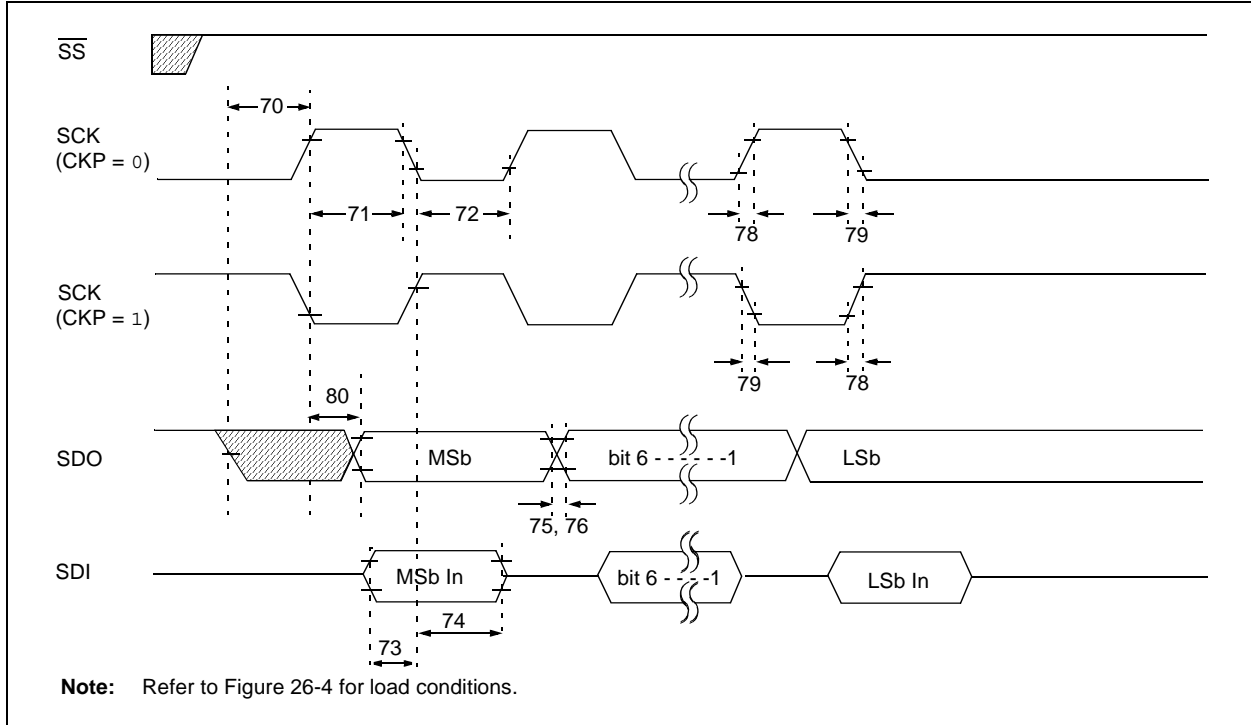 SS
70
SCK
(CKP = 0)
71
72
78
79
SCK
(CKP = 1)
79
78
80
SDO
MSb
bit 6 - - - - - -1
LSb
75, 76
SDI
MSb In
bit 6 - - - - -1
LSb In
74
73
Note: Refer to Figure 26-4 for load conditions.